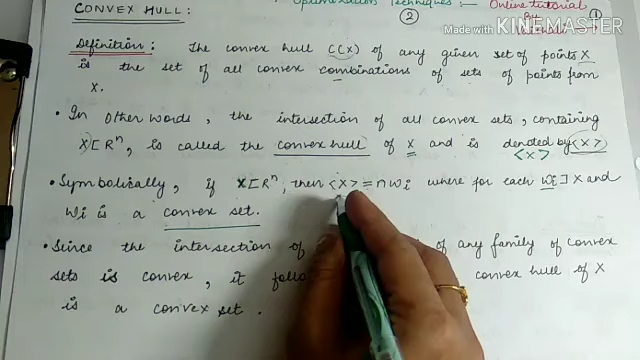 Optimization Techniques :— Online tutorial
CONVEX HULL: ② By ①
Made with KINEMASTER
Definition: The convex hull C(X) of any given set of points X
is the set of all convex combinations of sets of points from
X.
• In Other words, the intersection of all convex sets, containing
X⊏Rⁿ, is called the convex hull of X and is denoted by <X>
<X>
• Symbolically, if X⊏Rⁿ, then <X> = ∩Wi where for each Wi ⊐ X and
Wi is a convex set.
• Since the intersection of of any family of convex
sets is convex, it convex hull of X
is a convex set.